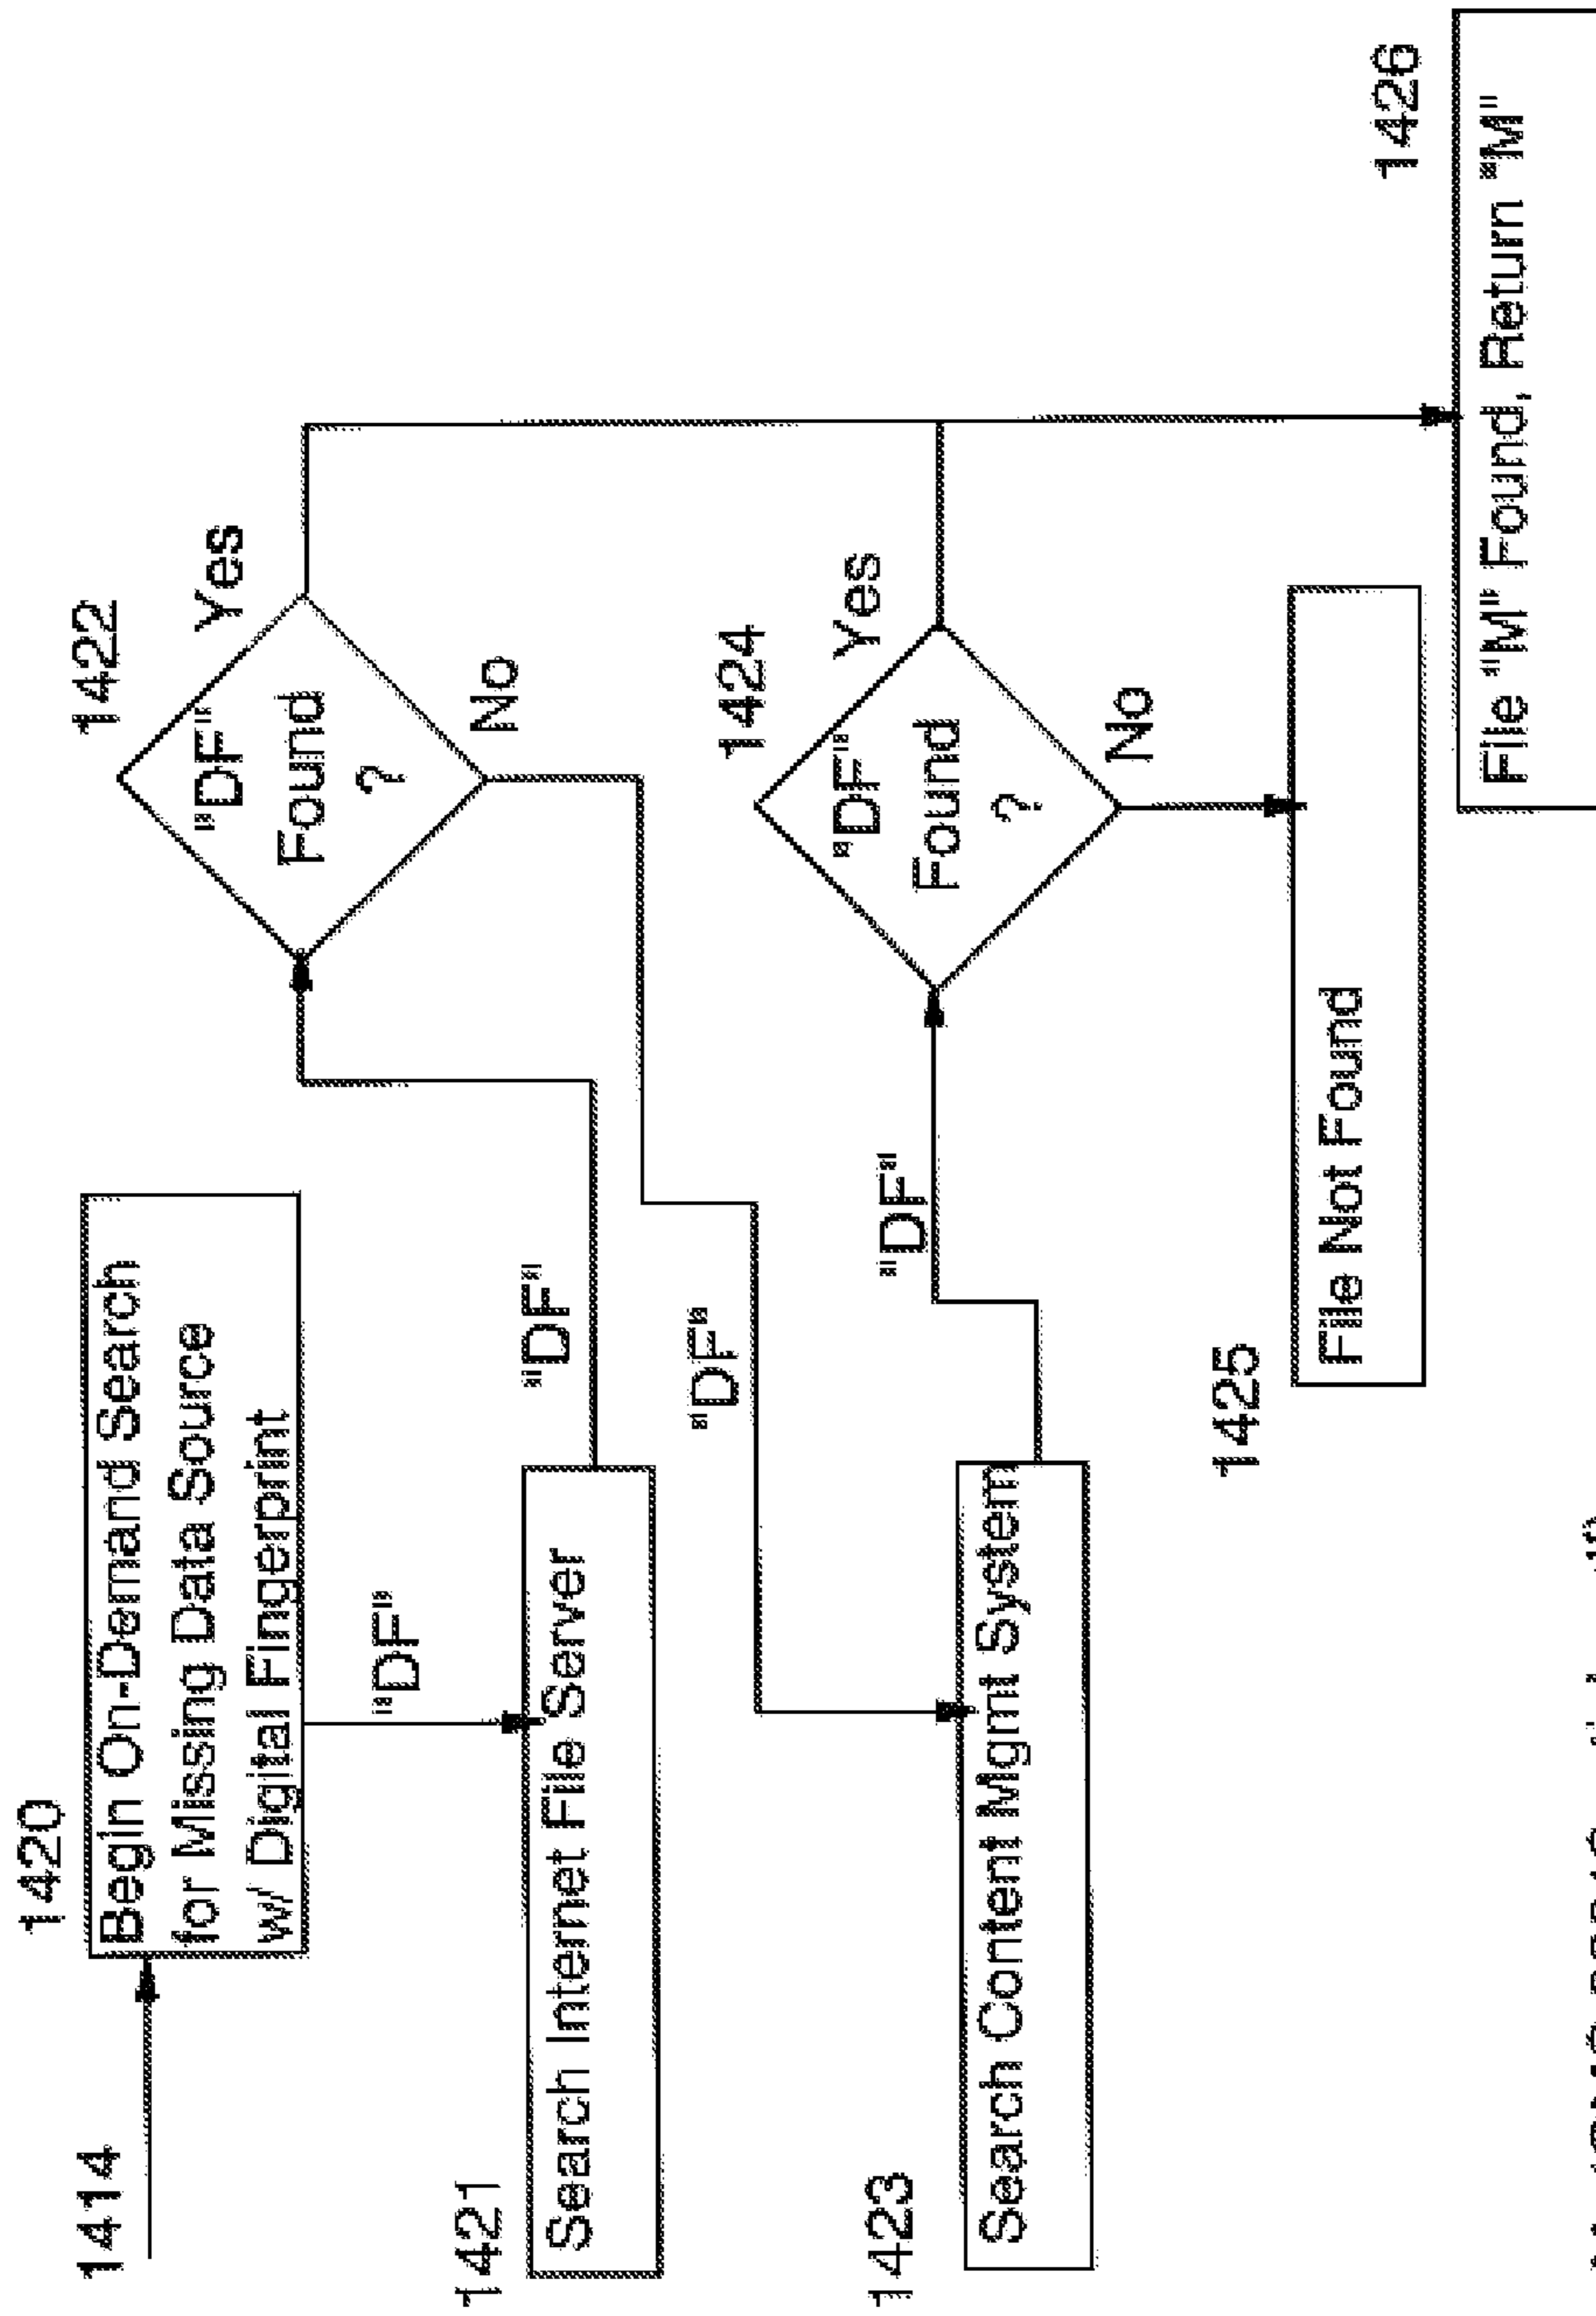 1420
1414
Begin On-Demand Search
for Missing Data Source
w/ Digital Fingerprint
"DF"
1421
Search Internet File Server
"DF"
1422
"DF"
Found
?
Yes
No
"DF"
1423
Search Content Mgmt System
"DF"
1424
"DF"
Found
?
Yes
No
1425
File Not Found
1426
File "M" Found, Return "M"